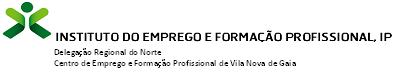 INSTITUTO DO EMPREGO E FORMAÇÃO PROFISSIONAL, IP
Delegação Regional do Norte
Centro de Emprego e Formação Profissional de Vila Nova de Gaia